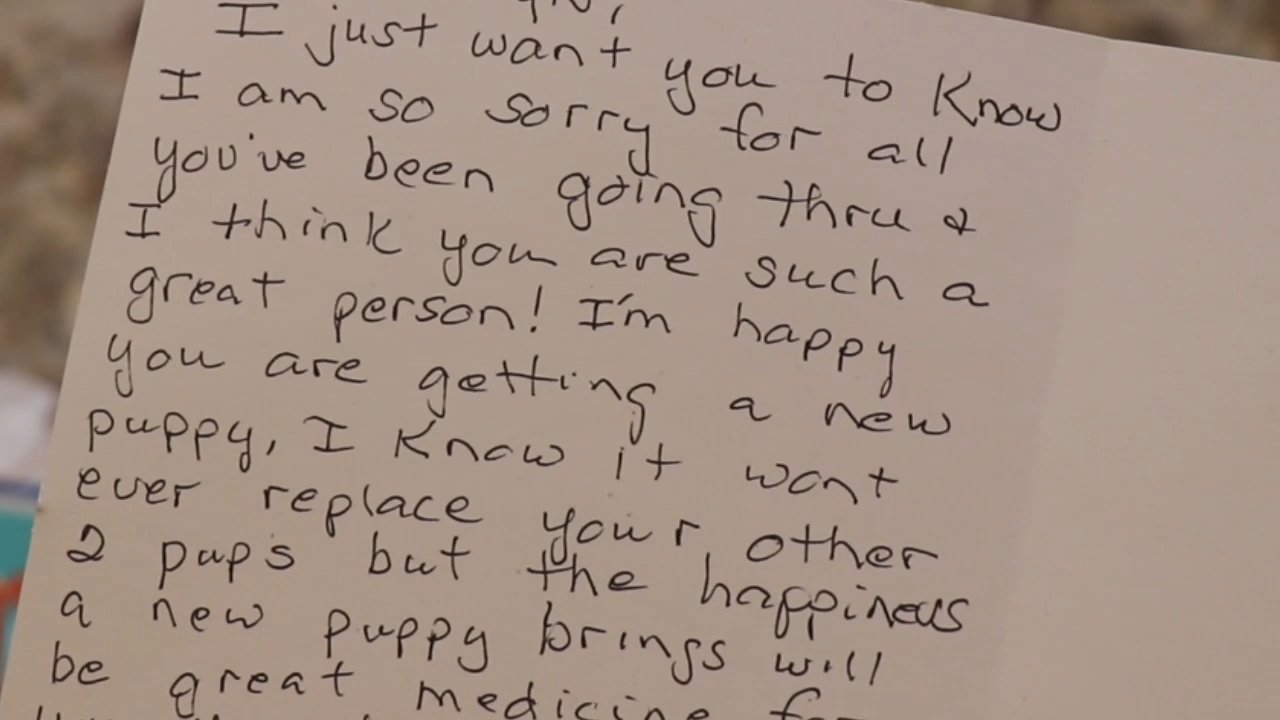 I just want you to Know
I am so sorry for all
you've been going thru &
I think you are such a
great person! I'm happy
you are getting a new
puppy, I Know it wont
ever replace your other
2 pups but the happiness
a new puppy brings will
be great medicine